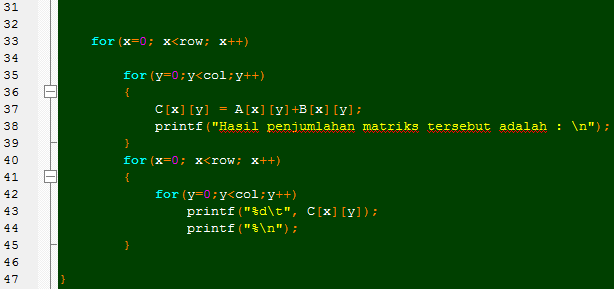 31
32
33 for(x=0; x<row; x++)
34
35 for(y=0;y<col;y++)
36 {
37 C[x][y] = A[x][y]+B[x][y];
38 printf("Hasil penjumlahan matriks tersebut adalah : \n");
39 }
40 for(x=0; x<row; x++)
41 {
42 for(y=0;y<col;y++)
43 printf("%d\t", C[x][y]);
44 printf("%\n");
45 }
46
47 }